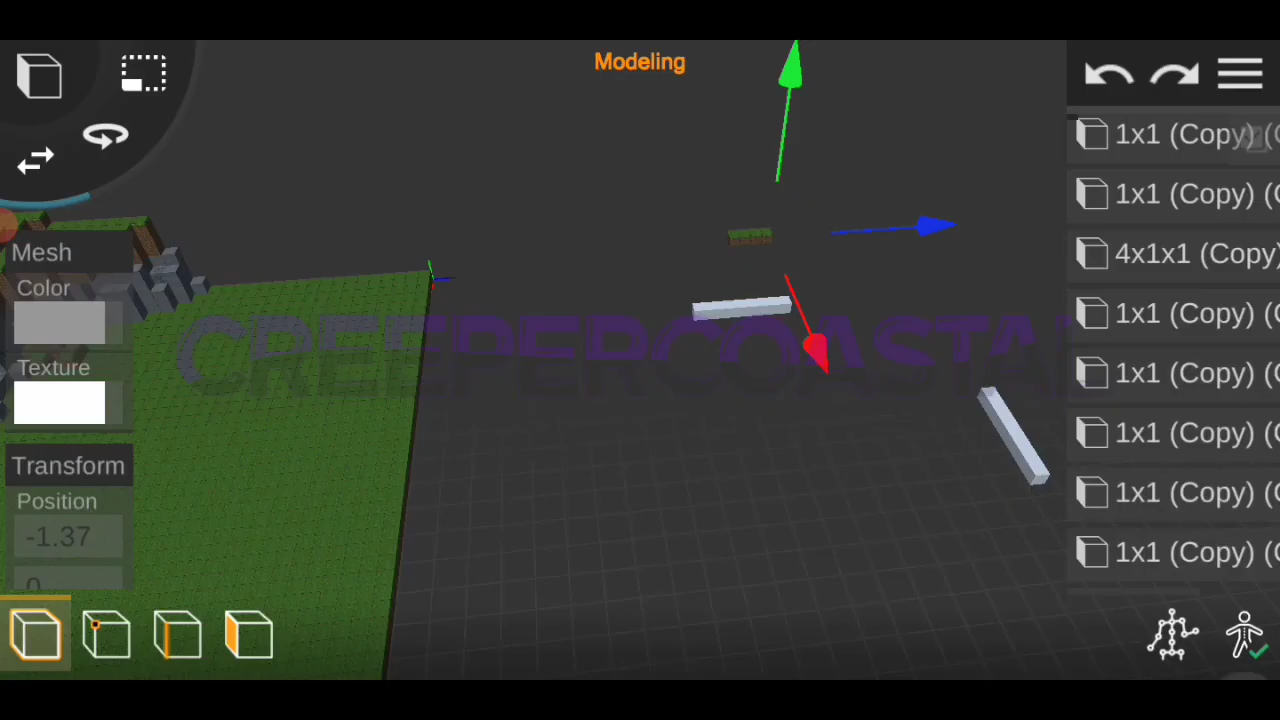 Modeling
Mesh
Color
Texture
Transform
Position
-1.37
0
CREEPERCOASTAL
1x1 (Copy) (C
1x1 (Copy) (C
4x1x1 (Copy)
1x1 (Copy) (C
1x1 (Copy) (C
1x1 (Copy) (C
1x1 (Copy) (C
1x1 (Copy) (C